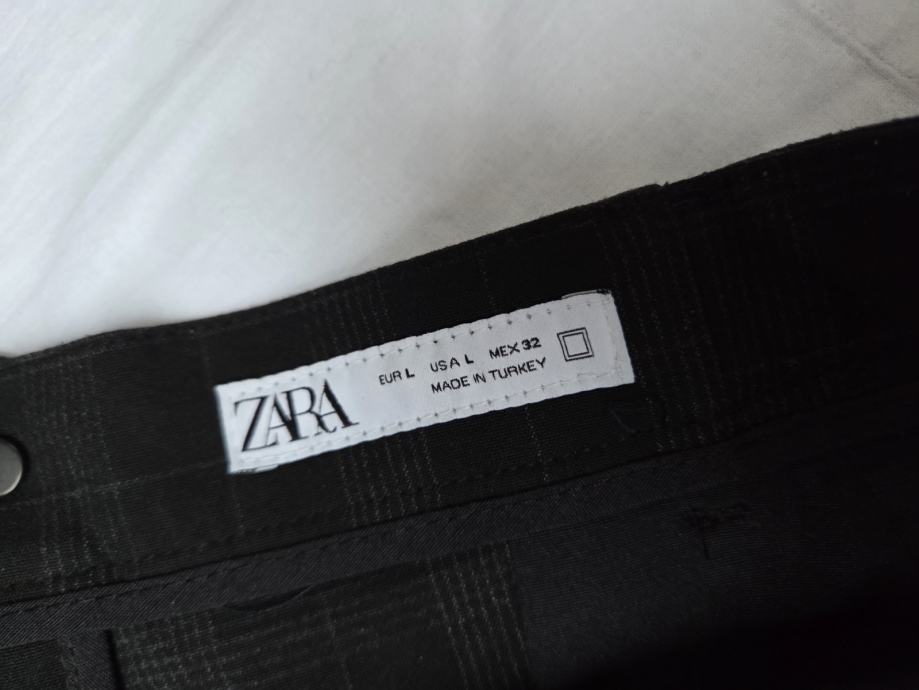 ZARA
EUR L USA L MEX 32
MADE IN TURKEY